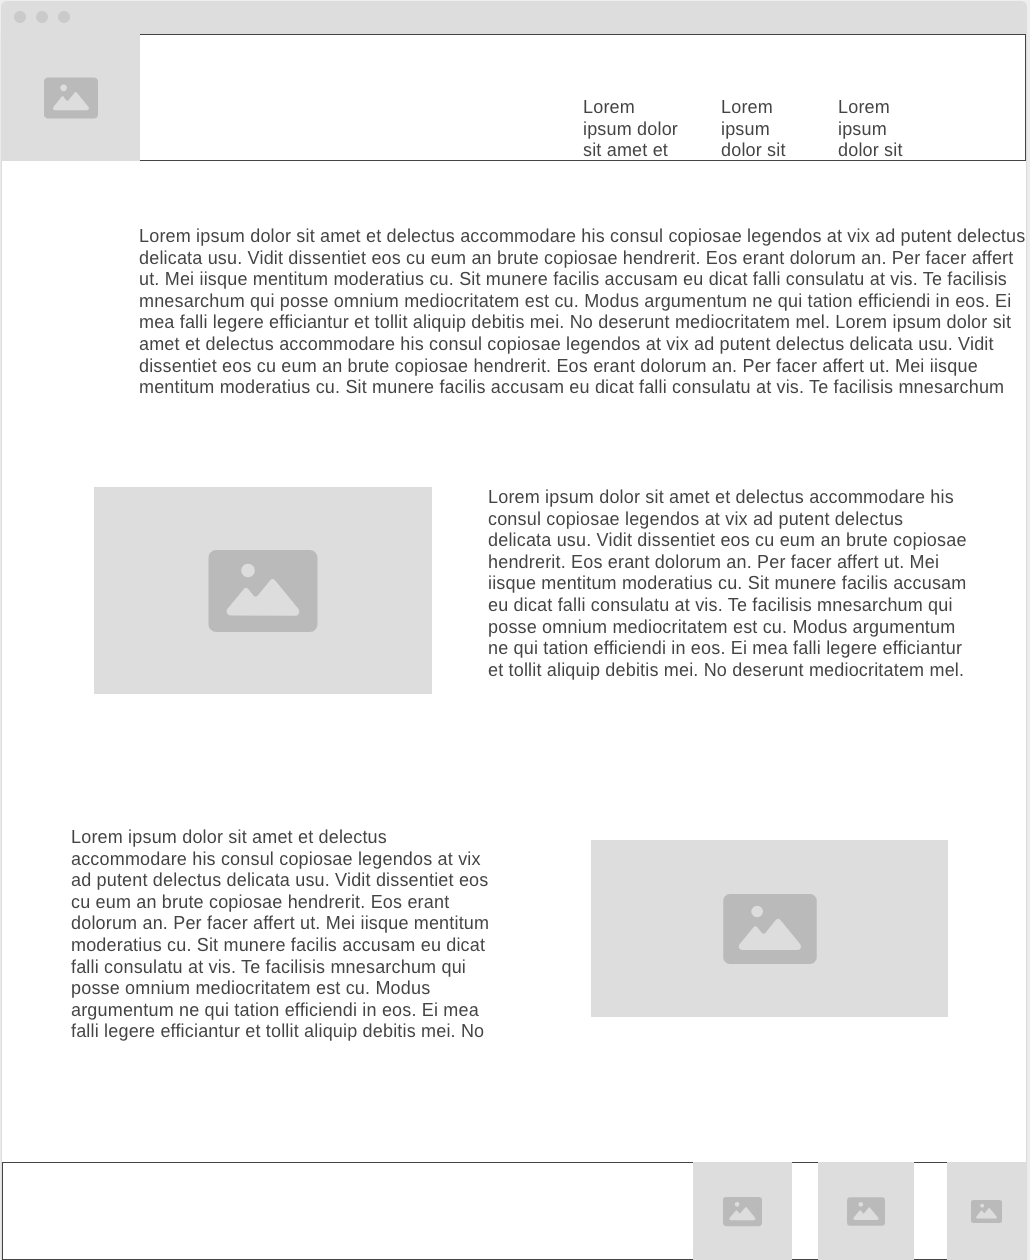 Lorem
ipsum dolor
sit amet et
Lorem
ipsum
dolor sit
Lorem
ipsum
dolor sit
Lorem ipsum dolor sit amet et delectus accommodare his consul copiosae legendos at vix ad putent delectus
delicata usu. Vidit dissentiet eos cu eum an brute copiosae hendrerit. Eos erant dolorum an. Per facer affert
ut. Mei iisque mentitum moderatius cu. Sit munere facilis accusam eu dicat falli consulatu at vis. Te facilisis
mnesarchum qui posse omnium mediocritatem est cu. Modus argumentum ne qui tation efficiendi in eos. Ei
mea falli legere efficiantur et tollit aliquip debitis mei. No deserunt mediocritatem mel. Lorem ipsum dolor sit
amet et delectus accommodare his consul copiosae legendos at vix ad putent delectus delicata usu. Vidit
dissentiet eos cu eum an brute copiosae hendrerit. Eos erant dolorum an. Per facer affert ut. Mei iisque
mentitum moderatius cu. Sit munere facilis accusam eu dicat falli consulatu at vis. Te facilisis mnesarchum
Lorem ipsum dolor sit amet et delectus accommodare his
consul copiosae legendos at vix ad putent delectus
delicata usu. Vidit dissentiet eos cu eum an brute copiosae
hendrerit. Eos erant dolorum an. Per facer affert ut. Mei
iisque mentitum moderatius cu. Sit munere facilis accusam
eu dicat falli consulatu at vis. Te facilisis mnesarchum qui
posse omnium mediocritatem est cu. Modus argumentum
ne qui tation efficiendi in eos. Ei mea falli legere efficiantur
et tollit aliquip debitis mei. No deserunt mediocritatem mel.
Lorem ipsum dolor sit amet et delectus
accommodare his consul copiosae legendos at vix
ad putent delectus delicata usu. Vidit dissentiet eos
cu eum an brute copiosae hendrerit. Eos erant
dolorum an. Per facer affert ut. Mei iisque mentitum
moderatius cu. Sit munere facilis accusam eu dicat
falli consulatu at vis. Te facilisis mnesarchum qui
posse omnium mediocritatem est cu. Modus
argumentum ne qui tation efficiendi in eos. Ei mea
falli legere efficiantur et tollit aliquip debitis mei. No